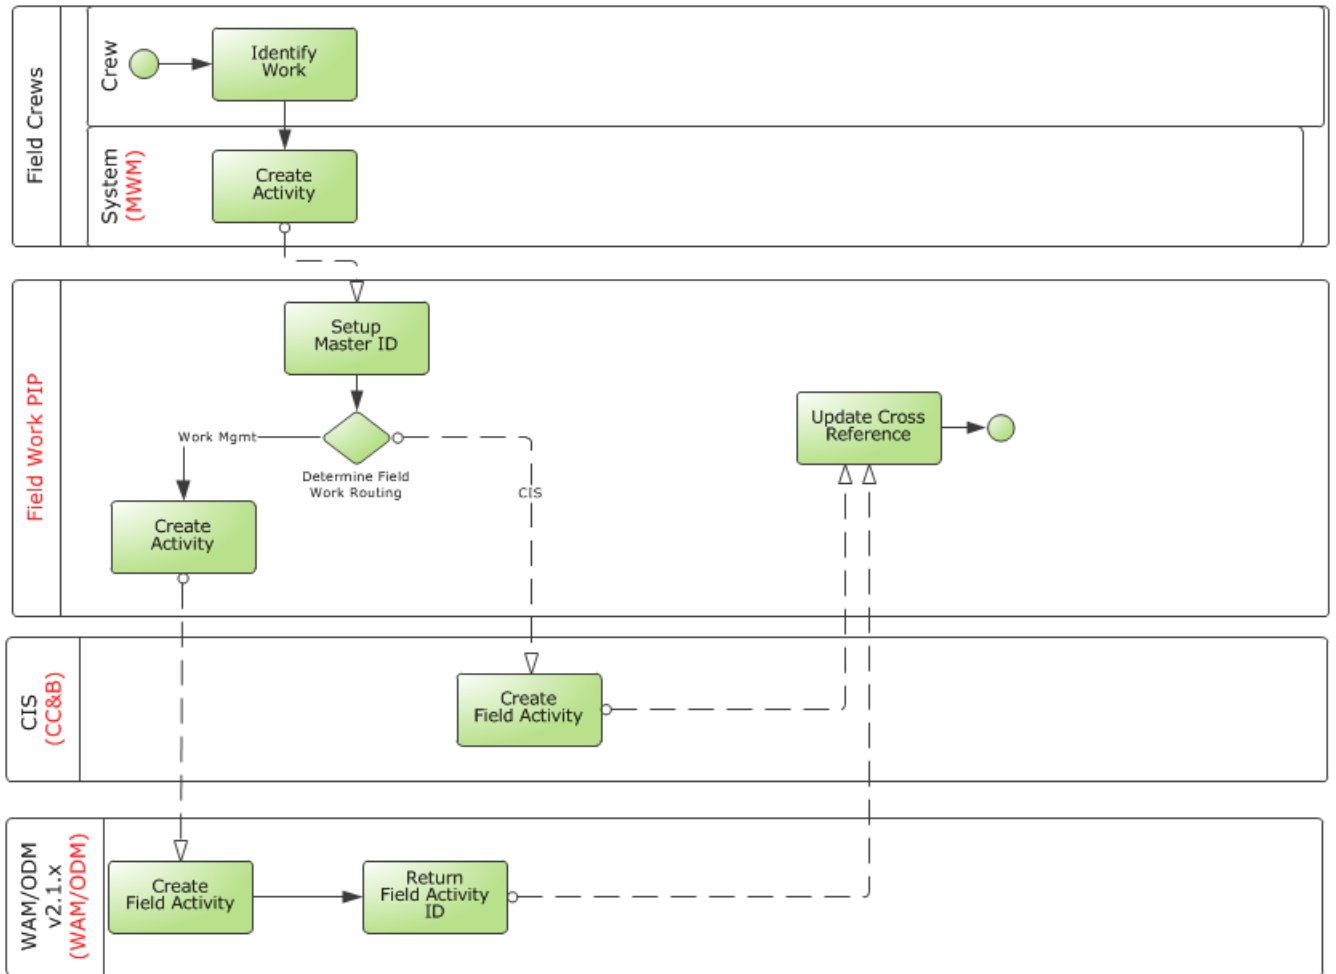 Field Crews
Crew
Identify
Work
System
(MWM)
Create
Activity
Field Work PIP
Setup
Master ID
Work Mgmt
Determine Field
Work Routing
CIS
Create
Activity
Update Cross
Reference
CIS
(CC&B)
Create
Field Activity
WAM/ODM
v2.1.x
(WAM/ODM)
Create
Field Activity
Return
Field Activity
ID